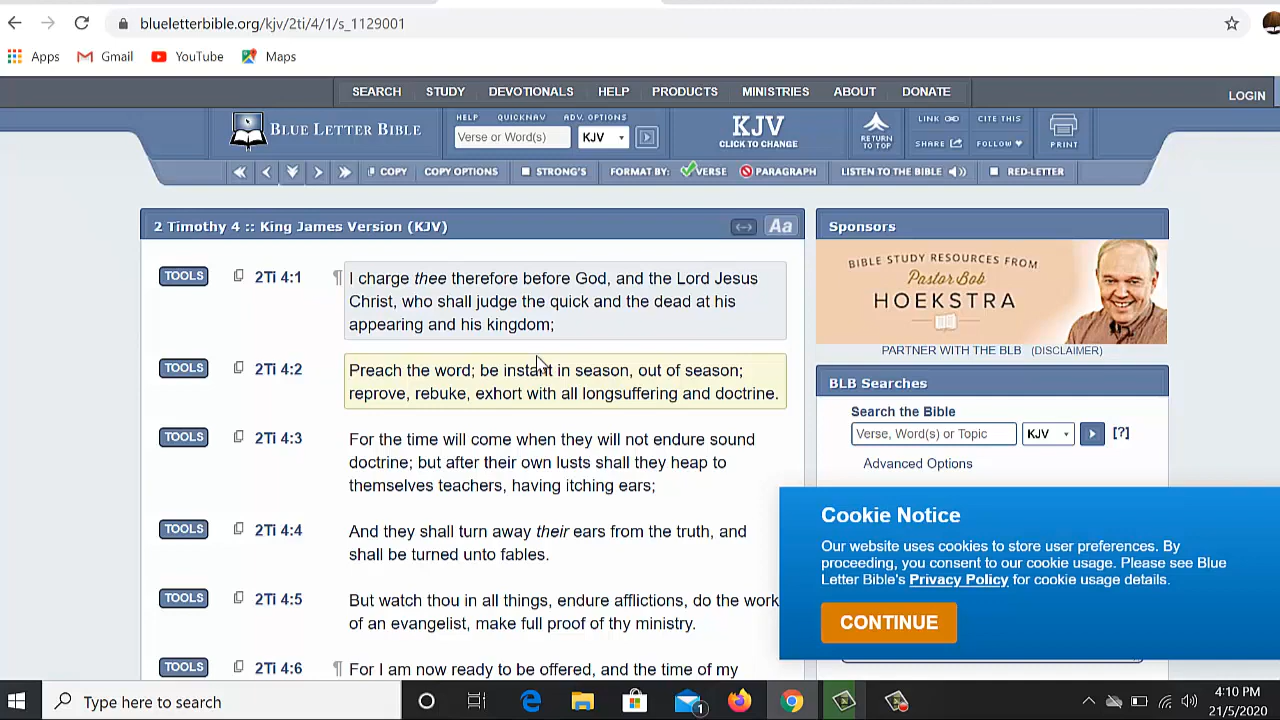 blueletterbible.org/kjv/2ti/4/1/s_1129001
Apps Gmail YouTube Maps
SEARCH STUDY DEVOTIONALS HELP PRODUCTS MINISTRIES ABOUT DONATE
LOGIN
BLUE LETTER BIBLE
HELP QUICKNAV ADV. OPTIONS
Verse or Word(s) KJV
KJV
CLICK TO CHANGE
RETURN
TO TOP
LINK CITE THIS
SHARE FOLLOW
PRINT
COPY COPY OPTIONS STRONG'S FORMAT BY: VERSE PARAGRAPH LISTEN TO THE BIBLE RED-LETTER
2 Timothy 4 :: King James Version (KJV)
Aa
TOOLS 2Ti 4:1 ¶ I charge thee therefore before God, and the Lord Jesus
Christ, who shall judge the quick and the dead at his
appearing and his kingdom;
TOOLS 2Ti 4:2 Preach the word; be instant in season, out of season;
reprove, rebuke, exhort with all longsuffering and doctrine.
TOOLS 2Ti 4:3 For the time will come when they will not endure sound
doctrine; but after their own lusts shall they heap to
themselves teachers, having itching ears;
TOOLS 2Ti 4:4 And they shall turn away their ears from the truth, and
shall be turned unto fables.
TOOLS 2Ti 4:5 But watch thou in all things, endure afflictions, do the work
of an evangelist, make full proof of thy ministry.
TOOLS 2Ti 4:6 ¶ For I am now ready to be offered, and the time of my
Sponsors
BIBLE STUDY RESOURCES FROM
Pastor Bob
HOEKSTRA
PARTNER WITH THE BLB (DISCLAIMER)
BLB Searches
Search the Bible
Verse, Word(s) or Topic KJV [?]
Advanced Options
Cookie Notice
Our website uses cookies to store user preferences. By
proceeding, you consent to our cookie usage. Please see Blue
Letter Bible's Privacy Policy for cookie usage details.
CONTINUE
Type here to search
1
4:10 PM
21/5/2020